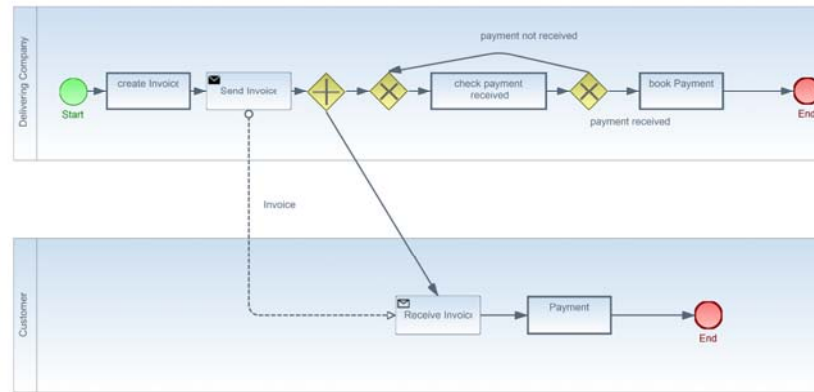 Delivering Company
payment not received
create Invoice
Send Invoice
check payment
received
book Payment
Start
payment received
End
Invoice
Customer
Receive Invoice
Payment
End